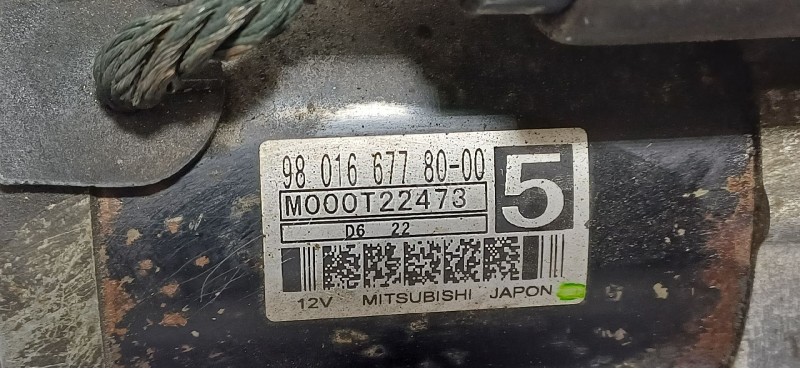 98 016 677 80-00
5
M000T22473
D6 22
12V MITSUBISHI JAPON